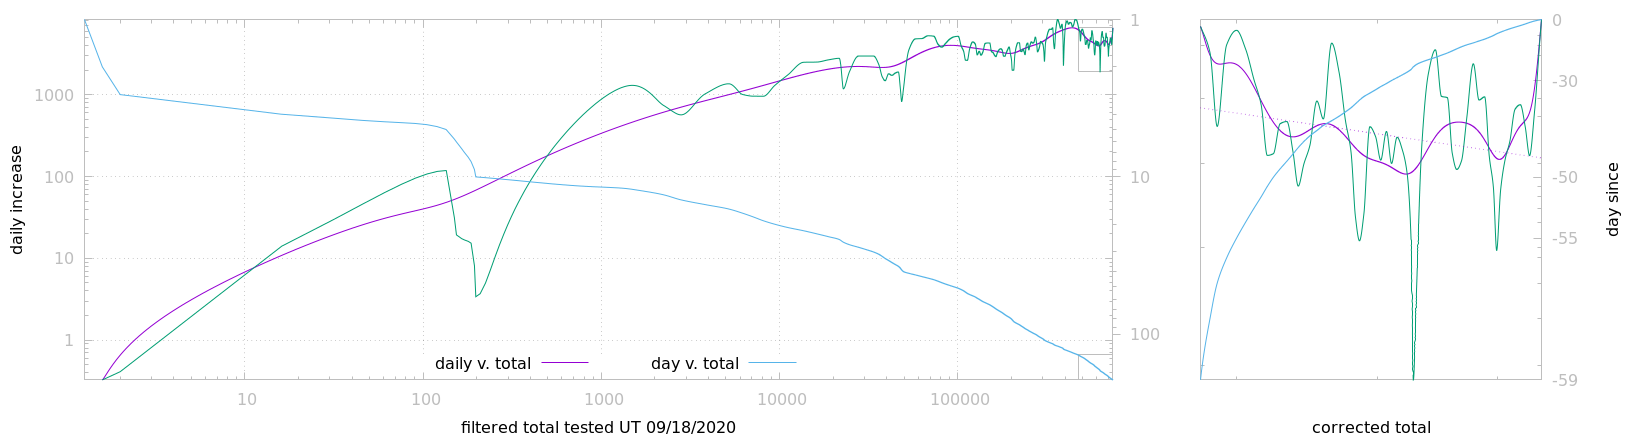 daily increase
1000
100
10
1
daily v. total
day v. total
10
100
1000
10000
100000
filtered total tested UT 09/18/2020
1
10
100
0
-30
-50
-55
-59
day since
corrected total